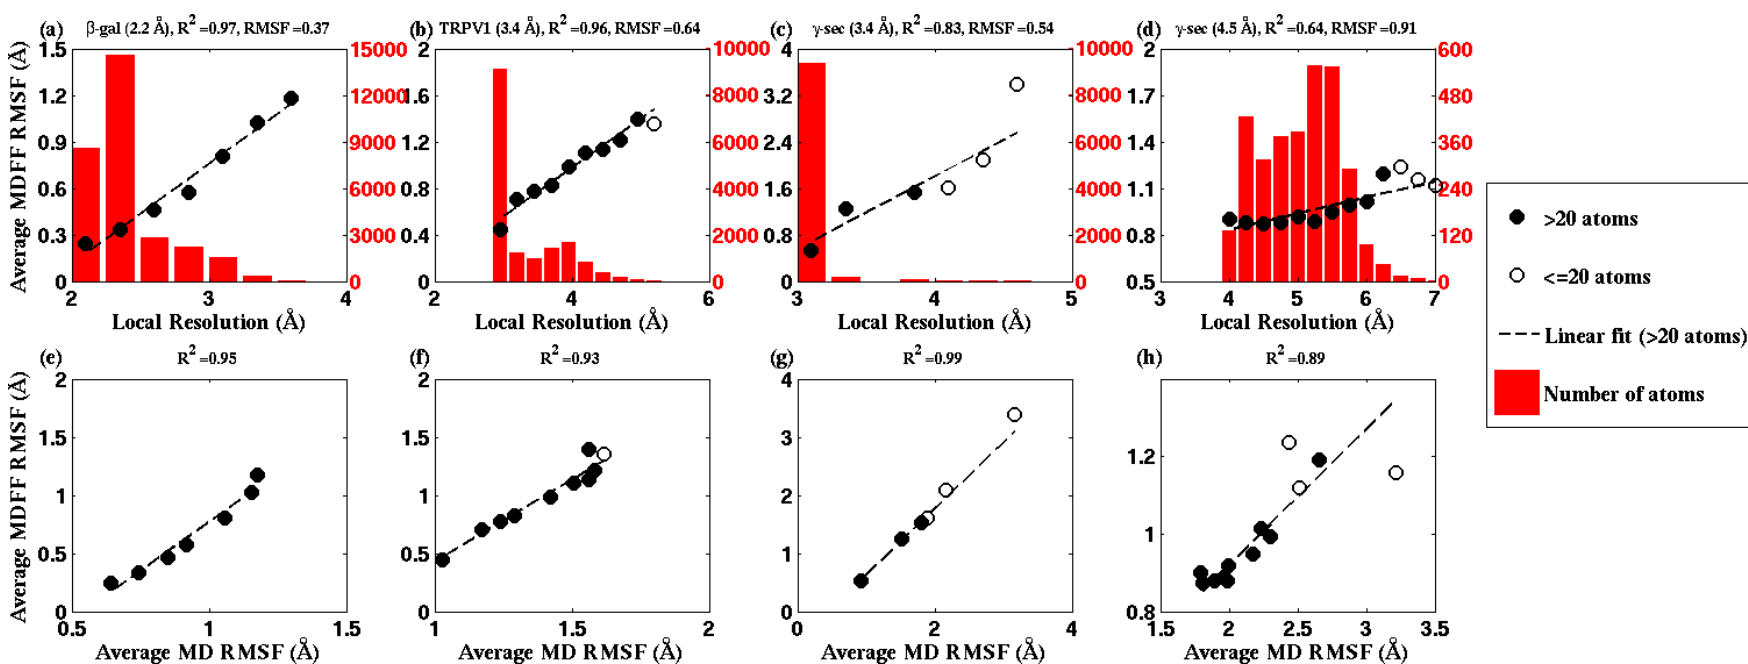 (a) β-gal (2.2 Å), R2 =0.97, RMSF =0.37
Average MDFF RMSF (Å)
1.5
1.2
0.9
0.6
0.3
0
15000
12000
9000
6000
3000
0
2 3 4
Local Resolution (Å)
(b) TRPV1 (3.4 Å), R2 =0.96, RMSF =0.64
2
1.6
1.2
0.8
0.4
0
10000
8000
6000
4000
2000
0
2 4 6
Local Resolution (Å)
(c) γ-sec (3.4 Å), R2 =0.83, RMSF =0.54
4
3.2
2.4
1.6
0.8
0
10000
8000
6000
4000
2000
0
3 4 5
Local Resolution (Å)
(d) γ-sec (4.5 Å), R2 =0.64, RMSF =0.91
2
1.7
1.4
1.1
0.8
0.5
600
480
360
240
120
0
3 4 5 6 7
Local Resolution (Å)
>20 atoms
<=20 atoms
Linear fit (>20 atoms)
Number of atoms
(e) R2 =0.95
Average MDFF RMSF (Å)
2
1.5
1
0.5
0
0.5 1 1.5
Average MD RMSF (Å)
(f) R2 =0.93
2
1.5
1
0.5
0
1 1.5 2
Average MD RMSF (Å)
(g) R2 =0.99
4
3
2
1
0
0 2 4
Average MD RMSF (Å)
(h) R2 =0.89
1.2
1
0.8
1.5 2 2.5 3 3.5
Average MD RMSF (Å)